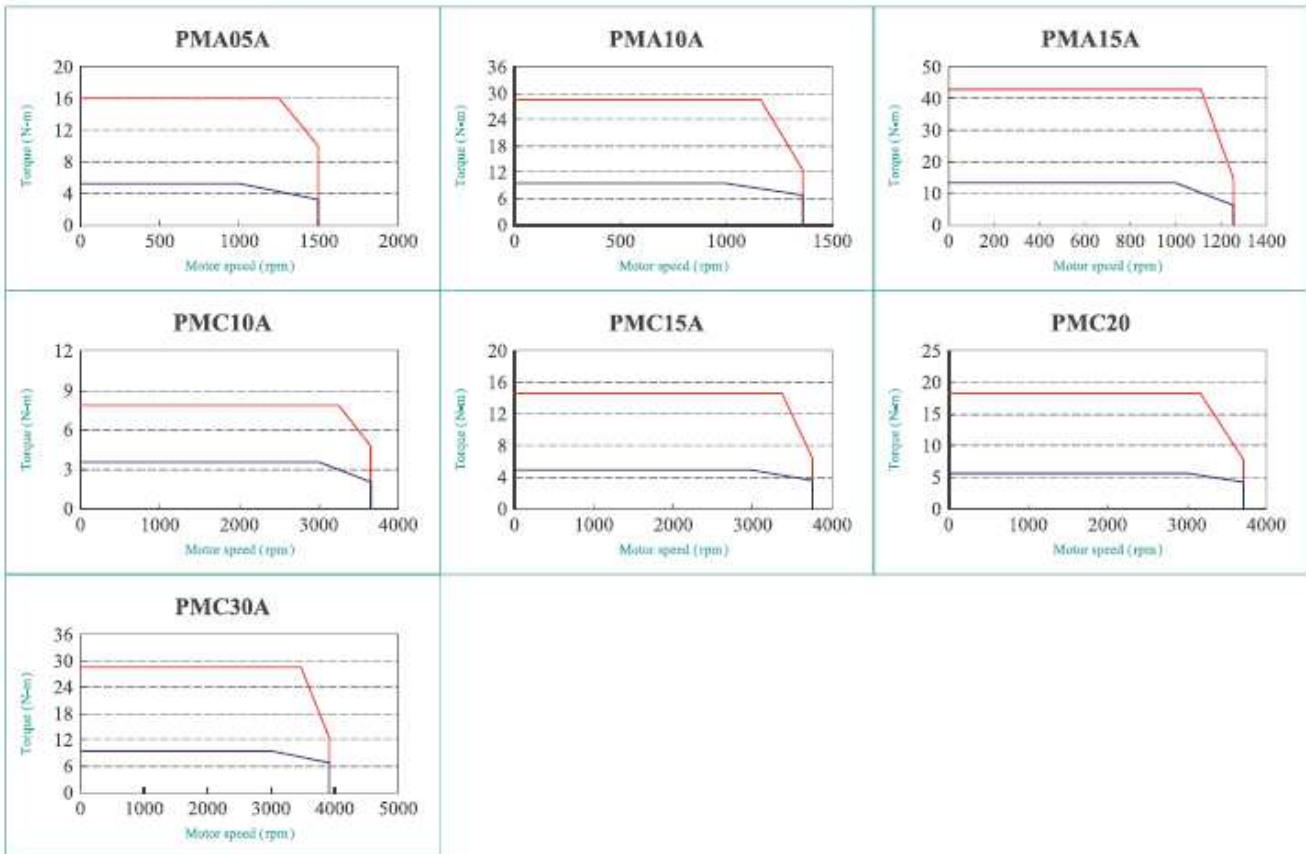 PMA05A
20
16
12
8
4
0
Torque (N-m)
0 500 1000 1500 2000
Motor speed (rpm)
PMA10A
36
30
24
18
12
6
0
Torque (N•m)
0 500 1000 1500
Motor speed (rpm)
PMA15A
50
40
30
20
10
0
Torque (N-m)
0 200 400 600 800 1000 1200 1400
Motor speed (rpm)
PMC10A
12
9
6
3
0
Torque (N-m)
0 1000 2000 3000 4000
Motor speed (rpm)
PMC15A
20
16
12
8
4
0
Torque (N•m)
0 1000 2000 3000 4000
Motor speed (rpm)
PMC20
25
20
15
10
5
0
Torque (N•m)
0 1000 2000 3000 4000
Motor speed (rpm)
PMC30A
36
30
24
18
12
6
0
Torque (N-m)
0 1000 2000 3000 4000 5000
Motor speed (rpm)